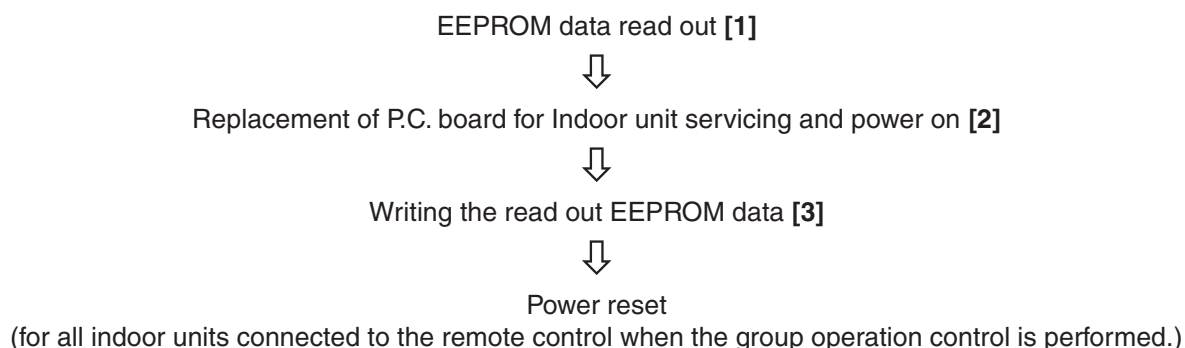 EEPROM data read out [1]
Replacement of P.C. board for Indoor unit servicing and power on [2]
Writing the read out EEPROM data [3]
Power reset
(for all indoor units connected to the remote control when the group operation control is performed.)